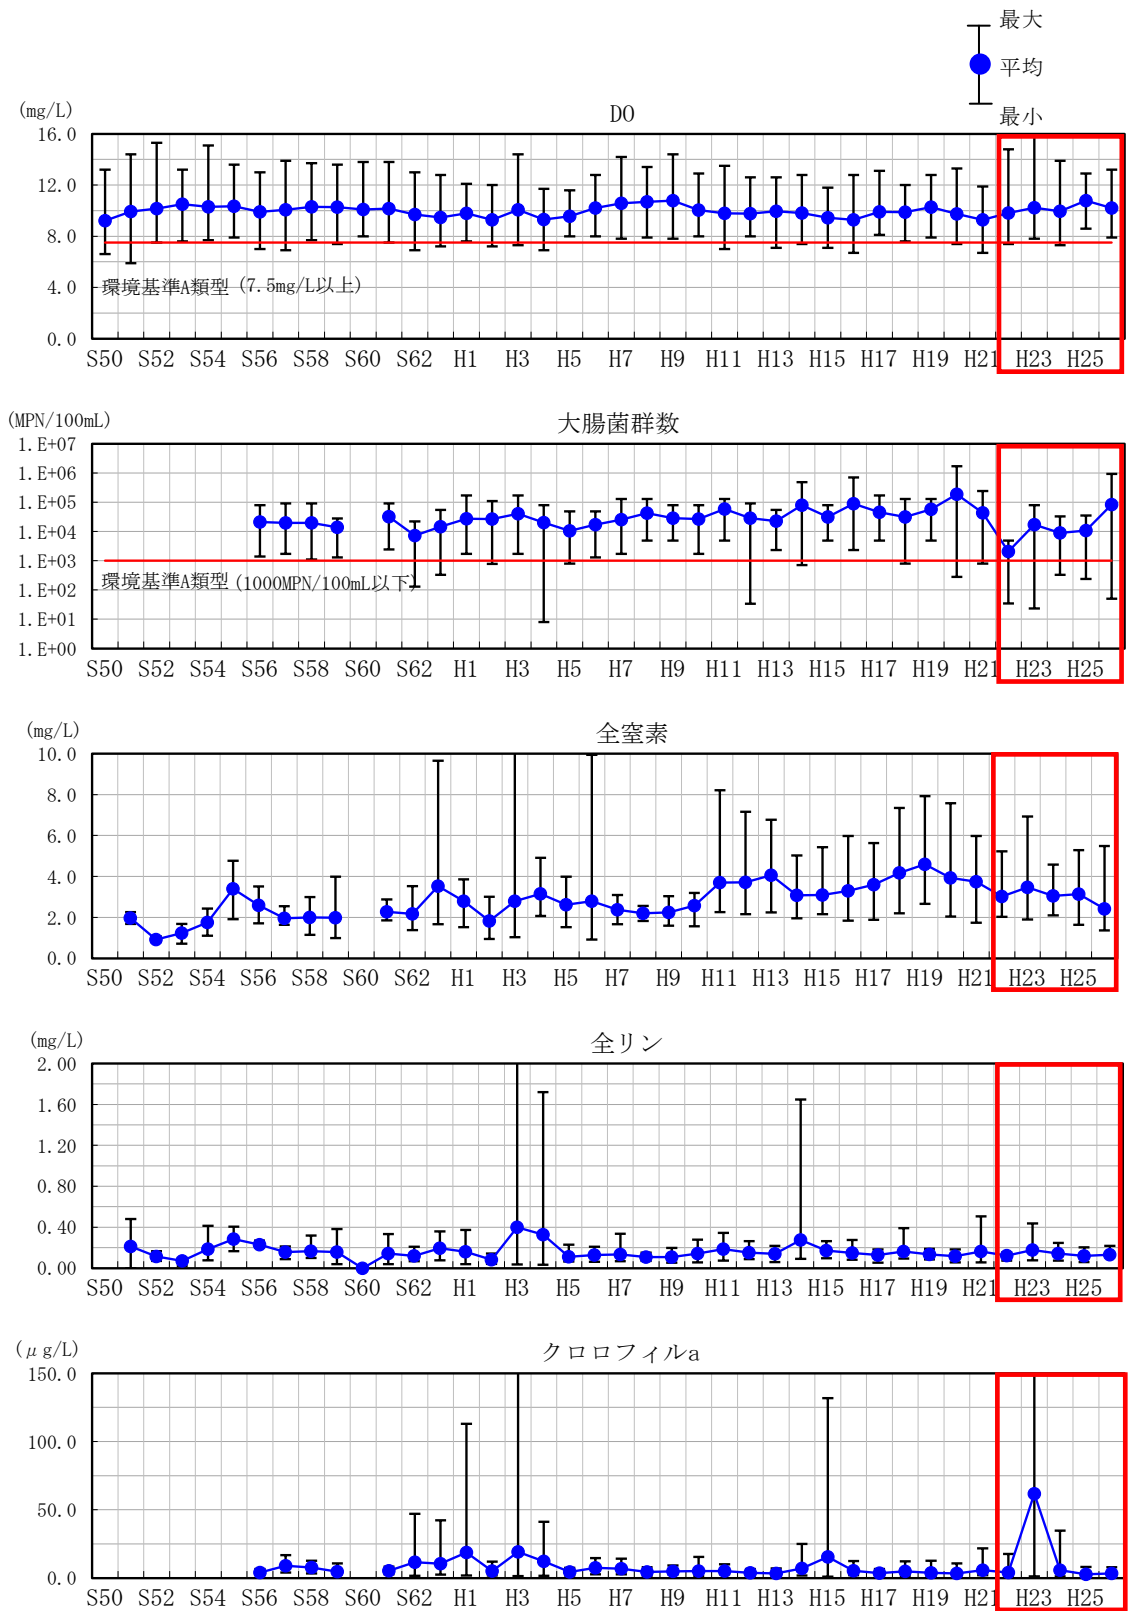 最大
平均
最小
(mg/L)
DO
16.0
12.0
8.0
4.0
0.0
環境基準A類型 (7.5mg/L以上)
S50 S52 S54 S56 S58 S60 S62 H1 H3 H5 H7 H9 H11 H13 H15 H17 H19 H21 H23 H25
(MPN/100mL)
大腸菌群数
1.E+07
1.E+06
1.E+05
1.E+04
1.E+03
1.E+02
1.E+01
1.E+00
環境基準A類型 (1000MPN/100mL以下)
S50 S52 S54 S56 S58 S60 S62 H1 H3 H5 H7 H9 H11 H13 H15 H17 H19 H21 H23 H25
(mg/L)
全窒素
10.0
8.0
6.0
4.0
2.0
0.0
S50 S52 S54 S56 S58 S60 S62 H1 H3 H5 H7 H9 H11 H13 H15 H17 H19 H21 H23 H25
(mg/L)
全リン
2.00
1.60
1.20
0.80
0.40
0.00
S50 S52 S54 S56 S58 S60 S62 H1 H3 H5 H7 H9 H11 H13 H15 H17 H19 H21 H23 H25
(μg/L)
クロロフィルa
150.0
100.0
50.0
0.0
S50 S52 S54 S56 S58 S60 S62 H1 H3 H5 H7 H9 H11 H13 H15 H17 H19 H21 H23 H25